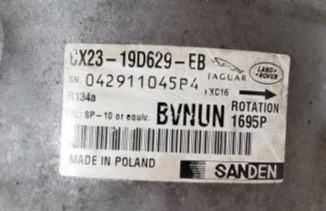 CX23-19D629-EB
JAGUAR
LAND ROVER
SN: 042911045P4
XC16
R134a
SP-10 or equiv.
BVNUN
ROTATION
1695P
MADE IN POLAND
SANDEN